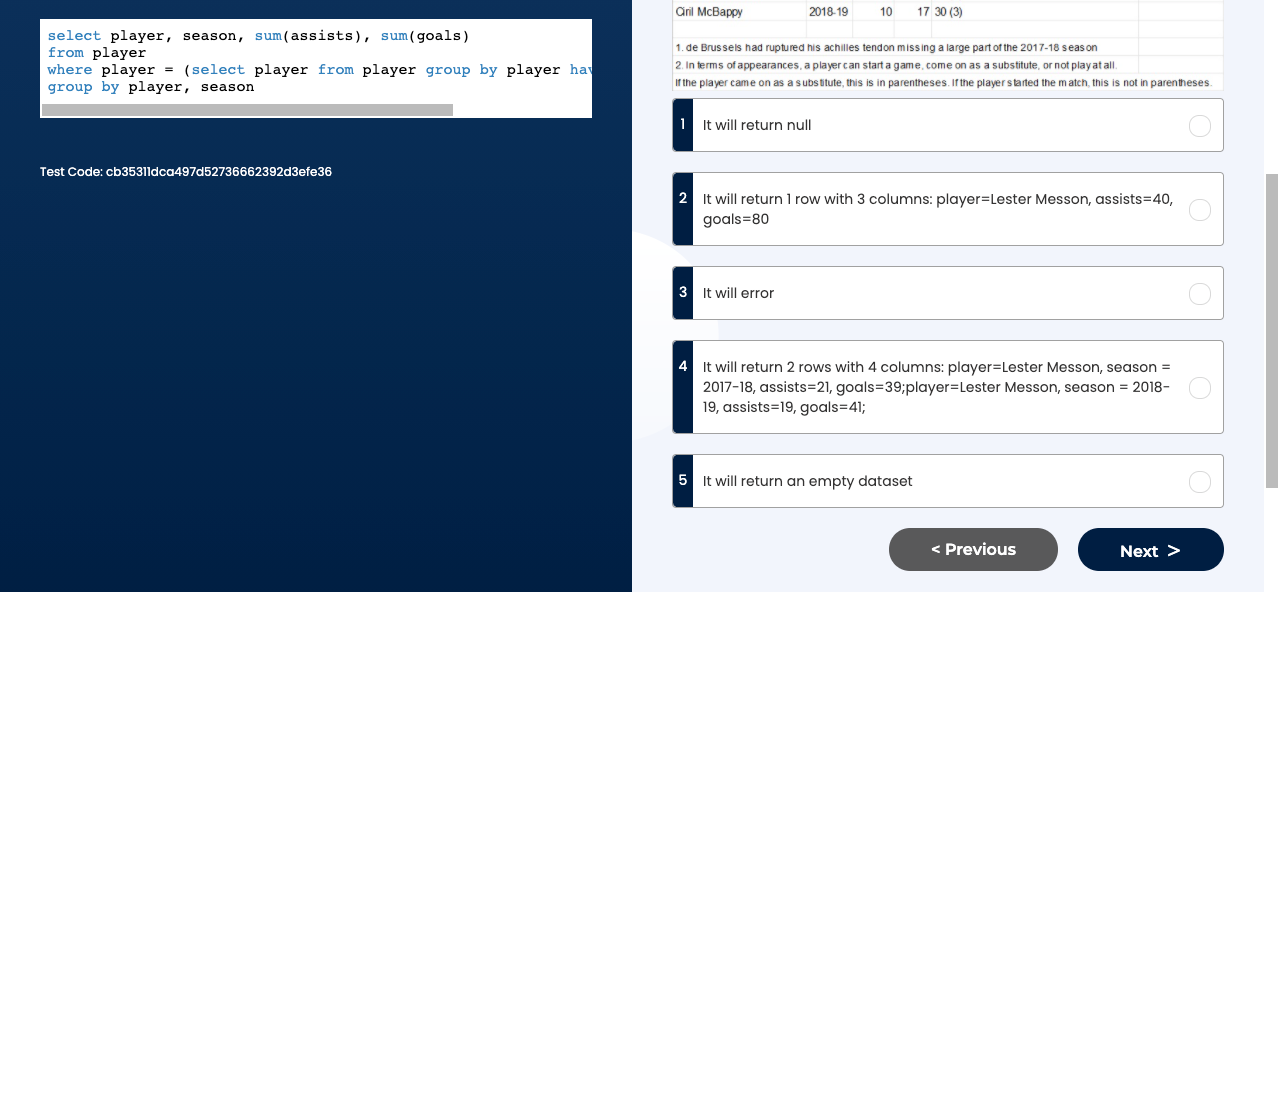 select player, season, sum(assists), sum(goals)
from player
where player = (select player from player group by player
group by player, season
Test Code: cb35311dca497d52736662392d3efe36
Ciril McBappy 2018-19 10 17 30 (3)
1. de Brussels had ruptured his achilles tendon missing a large part of the 2017-18 season
2. In terms of appearances, a player can start a game, come on as a substitute, or not play at all.
If the player came on as a substitute, this is in parentheses. If the player started the match, this is not in parentheses.
1 It will return null
2 It will return 1 row with 3 columns: player=Lester Messon, assists=40,
goals=80
3 It will error
4 It will return 2 rows with 4 columns: player=Lester Messon, season =
2017-18, assists=21, goals=39;player=Lester Messon, season = 2018-
19, assists=19, goals=41;
5 It will return an empty dataset
< Previous
Next >